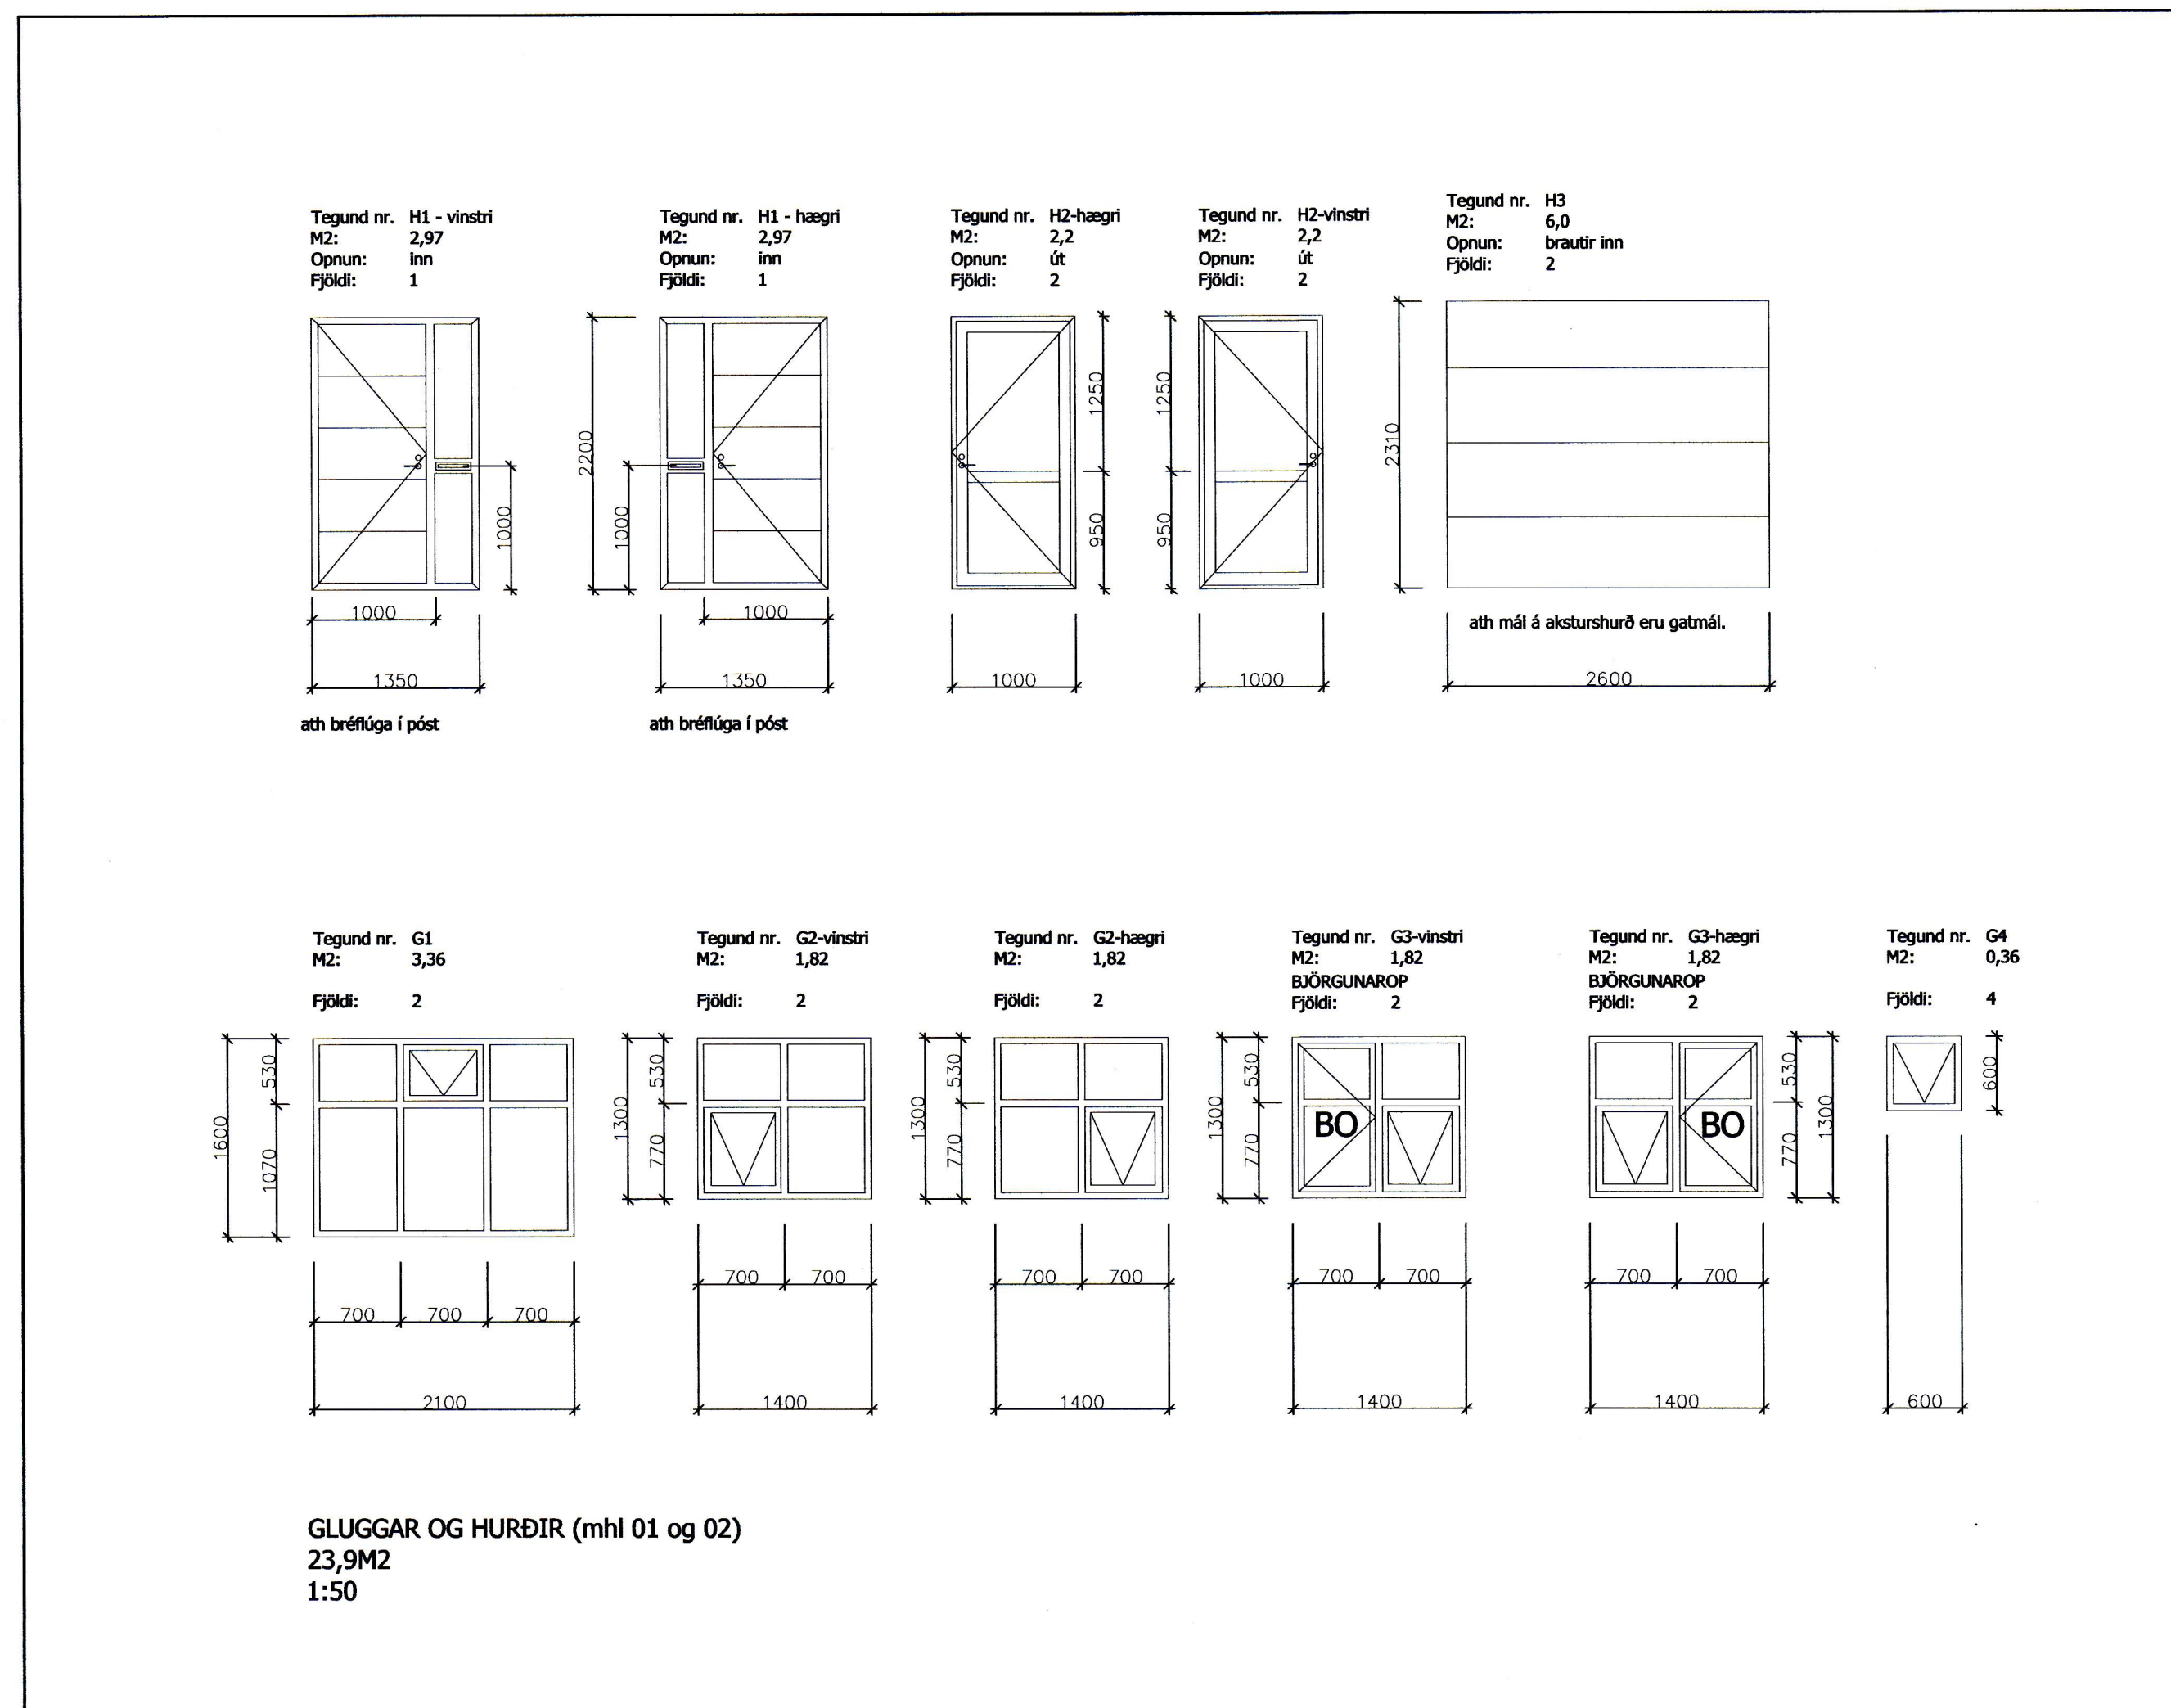 Tegund nr. H1 - vinstri
M2: 2,97
Opnun: inn
Fjöldi: 1
Tegund nr. H1 - hægri
M2: 2,97
Opnun: inn
Fjöldi: 1
Tegund nr. H2-hægri
M2: 2,2
Opnun: út
Fjöldi: 2
Tegund nr. H2-vinstri
M2: 2,2
Opnun: út
Fjöldi: 2
Tegund nr. H3
M2: 6,0
Opnun: brautir inn
Fjöldi: 2
1000
1000
1350
ath bréflúga í póst
2200
1000
1000
1350
ath bréflúga í póst
1250
950
1000
1250
950
1000
2310
ath mál á aksturshurð eru gatmál.
2600
Tegund nr. G1
M2: 3,36
Fjöldi: 2
Tegund nr. G2-vinstri
M2: 1,82
Fjöldi: 2
Tegund nr. G2-hægri
M2: 1,82
Fjöldi: 2
Tegund nr. G3-vinstri
M2: 1,82
BJÖRGUNAROP
Fjöldi: 2
Tegund nr. G3-hægri
M2: 1,82
BJÖRGUNAROP
Fjöldi: 2
Tegund nr. G4
M2: 0,36
Fjöldi: 4
1600
530
1070
700 700 700
2100
1300
530
770
700 700
1400
1300
530
770
700 700
1400
1300
530
770
BO
700 700
1400
BO
530
770
1300
700 700
1400
600
600
GLUGGAR OG HURÐIR (mhl 01 og 02)
23,9M2
1:50